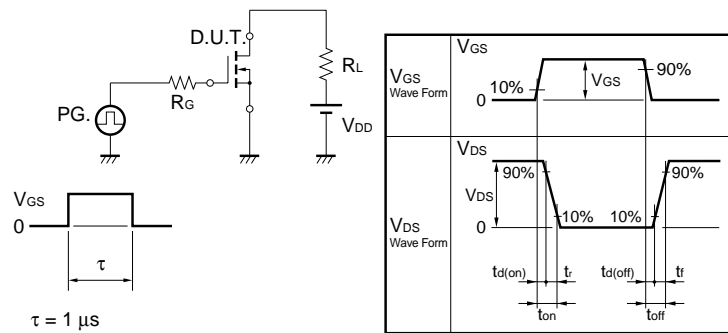 D.U.T.
RL
RG
PG.
VDD
VGS
0
τ
τ = 1 μs
VGS
Wave Form
VGS
10%
VGS
90%
0
VDS
Wave Form
VDS
90%
VDS
90%
10%
10%
0
td(on)
tr
td(off)
tf
ton
toff